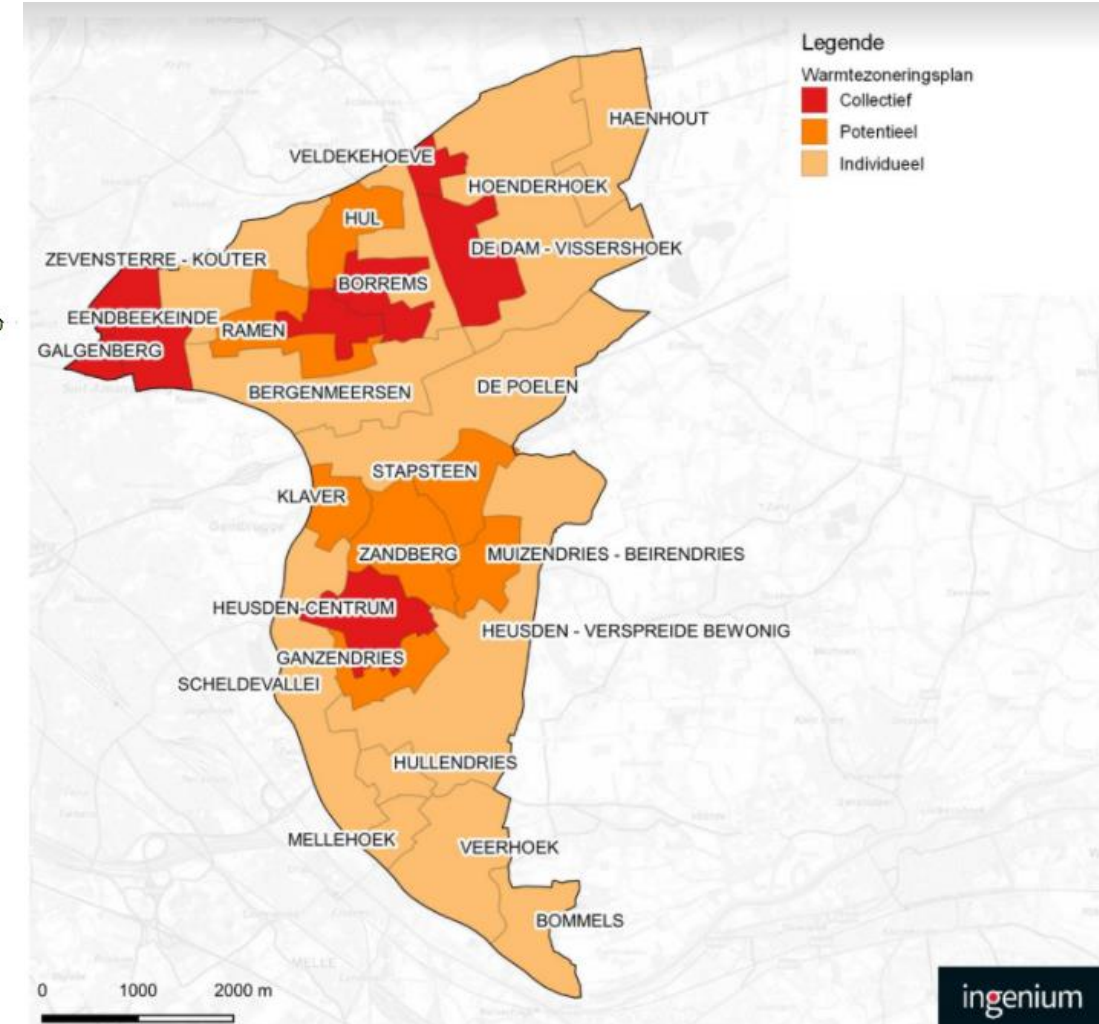 Legende
Warmtezoneringsplan
Collectief
Potentieel
Individueel
HAENHOUT
VELDEKEHOEVE
HOENDERHOEK
HUL
DE DAM - VISSERSHOEK
ZEVENSTERRE - KOUTER
BORREMS
EENDBEEKEINDE
RAMEN
GALGENBERG
BERGENMEERSEN
DE POELEN
STAPSTEEN
KLAVER
ZANDBERG
MUIZENDRIES - BEIRENDRIES
HEUSDEN-CENTRUM
HEUSDEN - VERSPREIDE BEWONIG
GANZENDRIES
SCHELDEVALLEI
HULLENDRIES
MELLEHOEK
VEERHOEK
BOMMELS
MELLE
0 1000 2000 m
ingenium